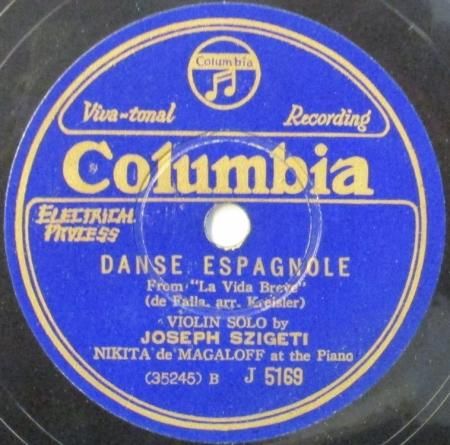 Columbia
Viva-tonal Recording
Columbia
ELECTRICAL
PROCESS
DANSE ESPAGNOLE
From "La Vida Breve"
(de Falla, arr. Kreisler)
VIOLIN SOLO by
JOSEPH SZIGETI
NIKITA de MAGALOFF at the Piano
(35245) B J 5169